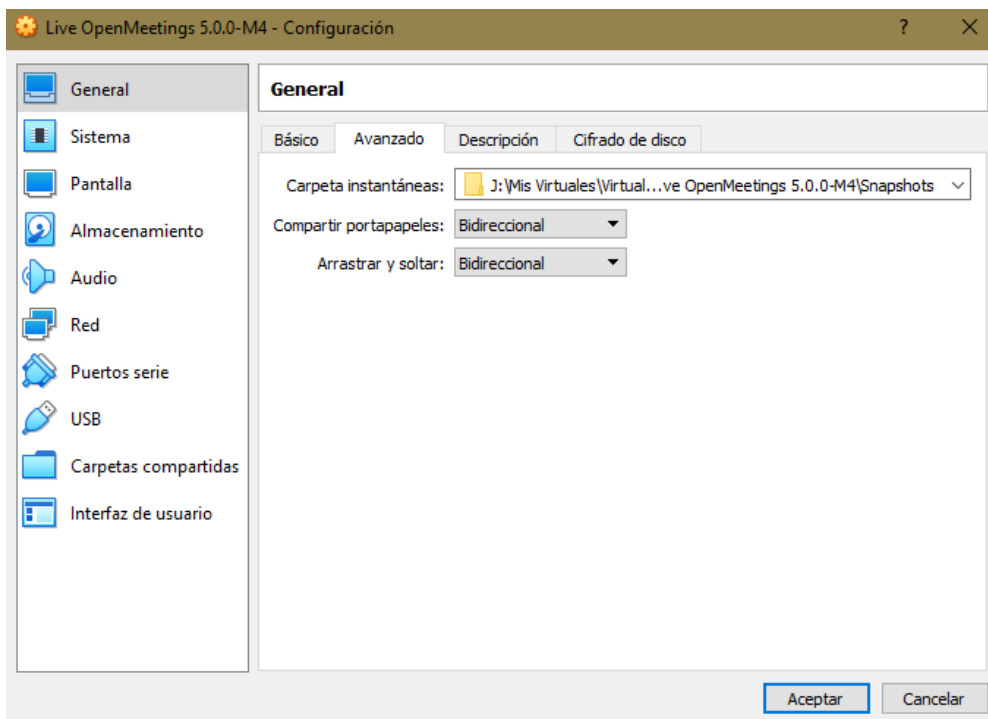 Live OpenMeetings 5.0.0-M4 - Configuración
?
General
Sistema
Pantalla
Almacenamiento
Audio
Red
Puertos serie
USB
Carpetas compartidas
Interfaz de usuario
General
Básico Avanzado Descripción Cifrado de disco
Carpeta instantáneas: J:\Mis Virtuales\Virtual...ve OpenMeetings 5.0.0-M4\Snapshots
Compartir portapapeles: Bidireccional
Arrastrar y soltar: Bidireccional
Aceptar Cancelar